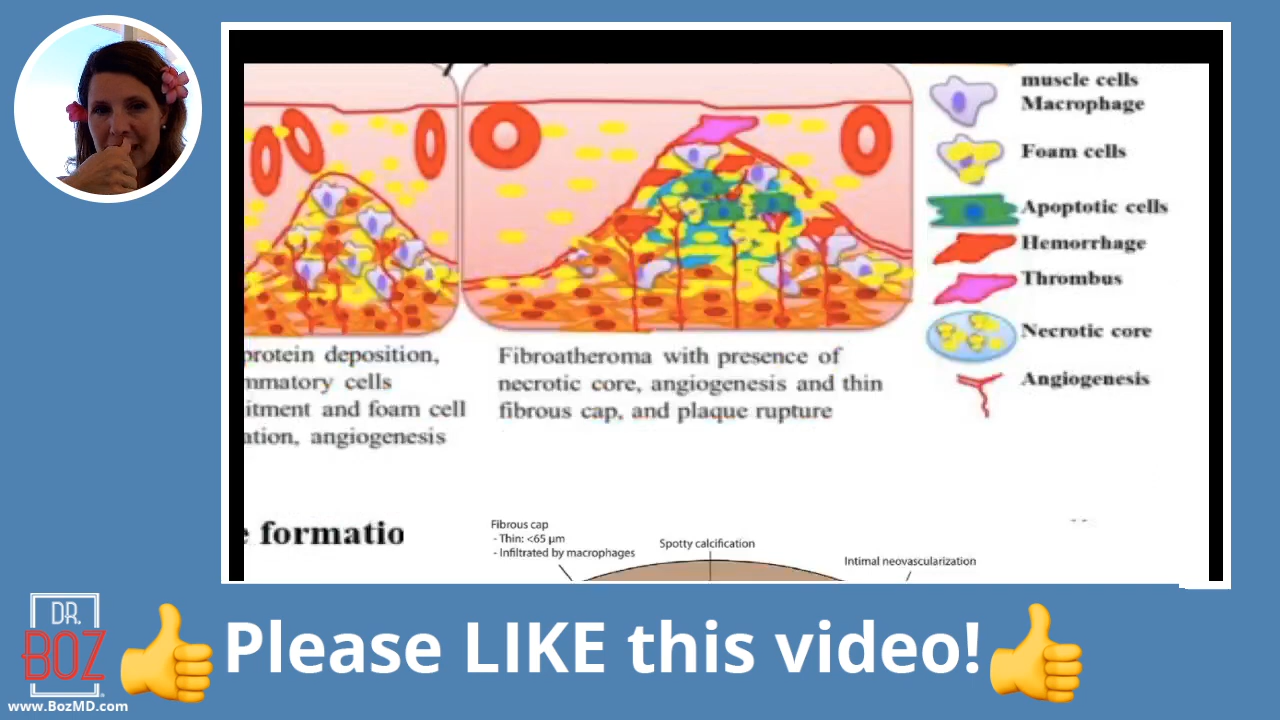 muscle cells
Macrophage
Foam cells
Apoptotic cells
Hemorrhage
Thrombus
Necrotic core
Angiogenesis
protein deposition,
mmatory cells
itment and foam cell
ation, angiogenesis
Fibroatheroma with presence of
necrotic core, angiogenesis and thin
fibrous cap, and plaque rupture
e formatio
Fibrous cap
- Thin: <65 µm
- Infiltrated by macrophages
Spotty calcification
Intimal neovascularization
DR.
BOZ
Please LIKE this video!
www.BozMD.com